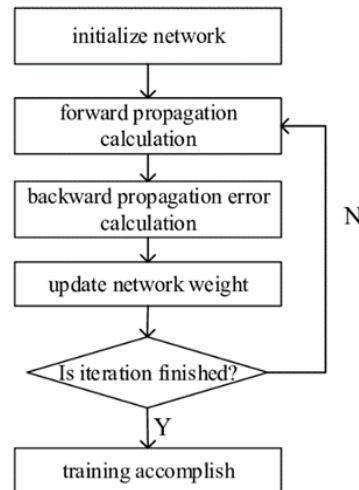 initialize network
forward propagation
calculation
backward propagation error
calculation
N
update network weight
Is iteration finished?
Y
training accomplish